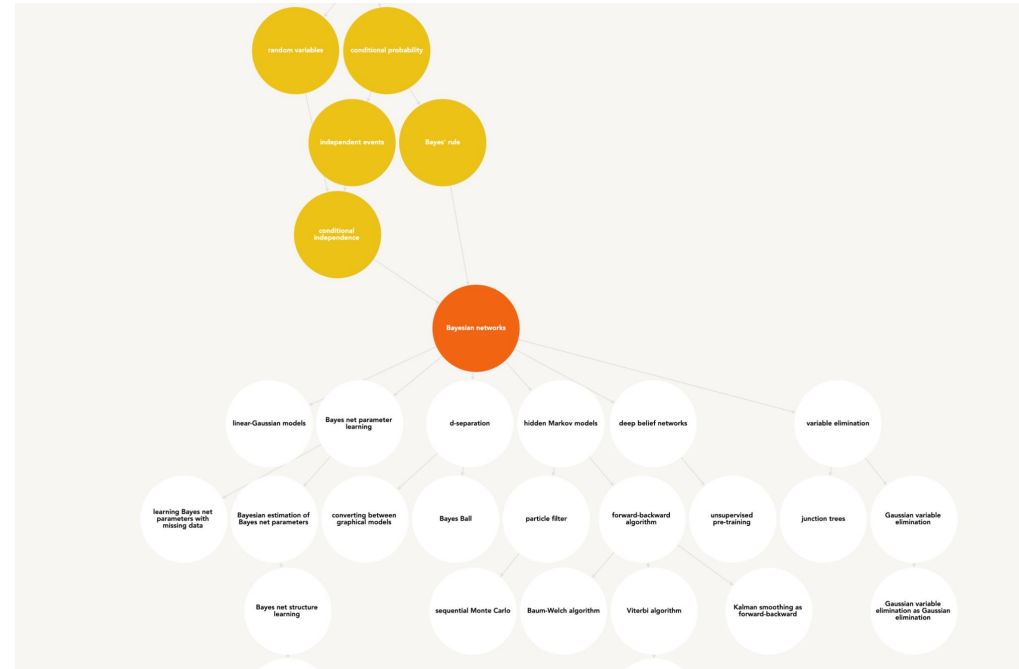 random variables
conditional probability
independent events
Bayes' rule
conditional
independence
Bayesian networks
linear-Gaussian models
Bayes net parameter
learning
d-separation
hidden Markov models
deep belief networks
variable elimination
learning Bayes net
parameters with
missing data
Bayesian estimation of
Bayes net parameters
converting between
graphical models
Bayes Ball
particle filter
forward-backward
algorithm
unsupervised
pre-training
junction trees
Gaussian variable
elimination
Bayes net structure
learning
sequential Monte Carlo
Baum-Welch algorithm
Viterbi algorithm
Kalman smoothing as
forward-backward
Gaussian variable
elimination as Gaussian
elimination